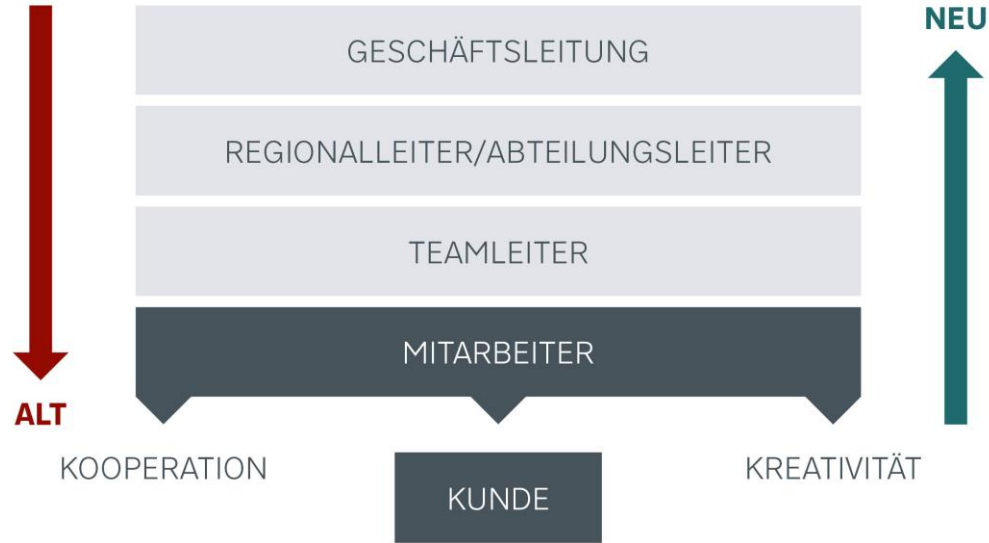 NEU
GESCHÄFTSLEITUNG
REGIONALLEITER/ABTEILUNGSLEITER
TEAMLEITER
MITARBEITER
ALT
KOOPERATION
KUNDE
KREATIVITÄT